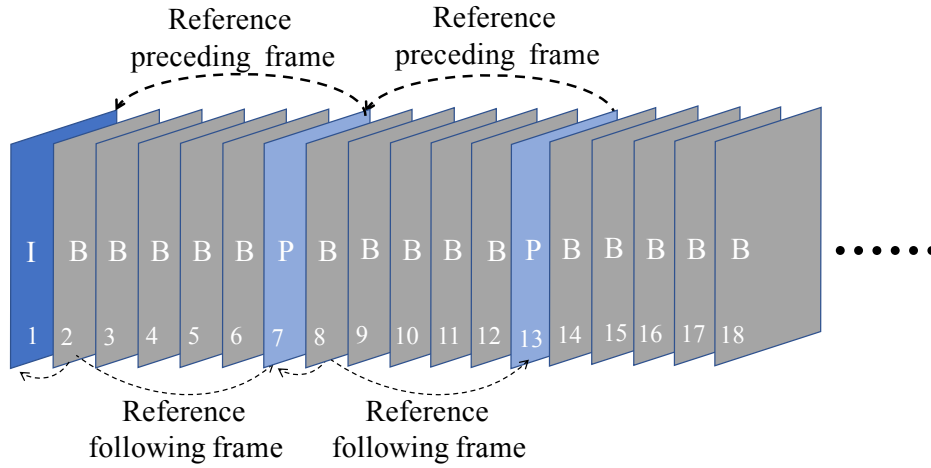 Reference
preceding frame
Reference
preceding frame
I B B B B B P B B B B B P B B B B B
1 2 3 4 5 6 7 8 9 10 11 12 13 14 15 16 17 18
Reference
following frame
Reference
following frame